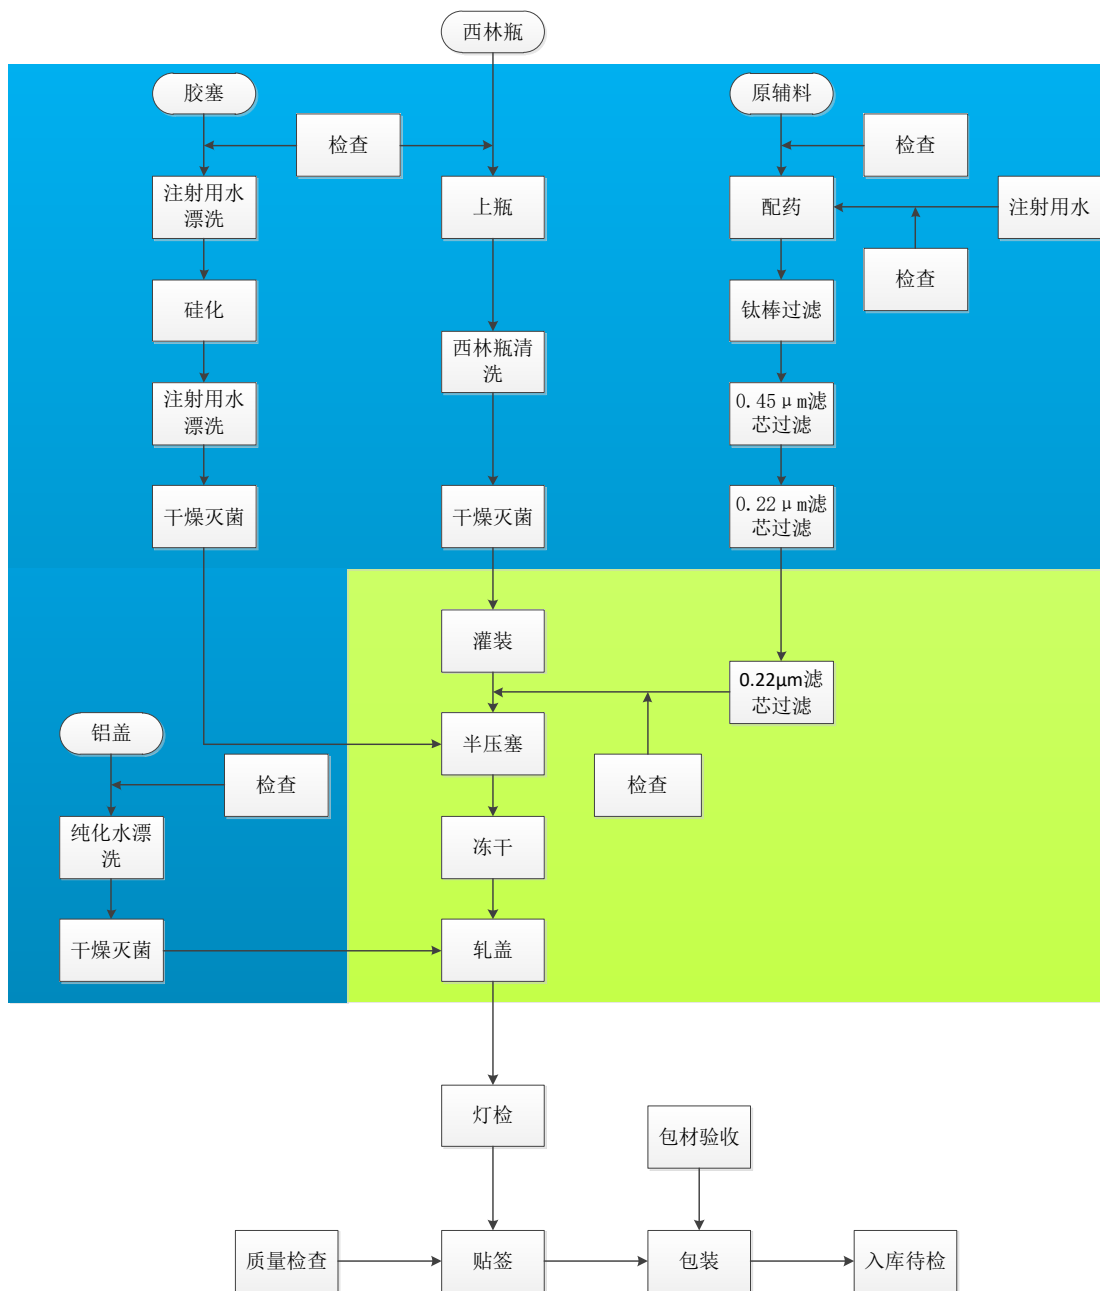 西林瓶
胶塞
原辅料
检查
检查
注射用水
漂洗
上瓶
配药
注射用水
检查
硅化
钛棒过滤
西林瓶清
洗
注射用水
漂洗
0.45μm滤
芯过滤
干燥灭菌
干燥灭菌
0.22μm滤
芯过滤
灌装
0.22μm滤
芯过滤
铝盖
半压塞
检查
检查
纯化水漂
洗
冻干
干燥灭菌
轧盖
灯检
包材验收
质量检查
贴签
包装
入库待检